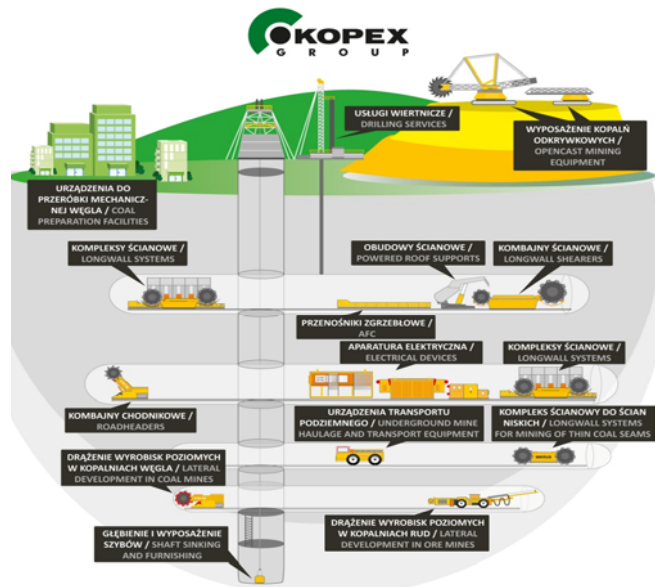 KOPEX
GROUP
USŁUGI WIERTNICZE /
DRILLING SERVICES
WYPOSAŻENIE KOPALŃ
ODKRYWKOWYCH /
OPENCAST MINING
EQUIPMENT
URZĄDZENIA DO
PRZERÓBKI MECHANICZ-
NEJ WĘGLA / COAL
PREPARATION FACILITIES
KOMPLEKSY ŚCIANOWE /
LONGWALL SYSTEMS
OBUDOWY ŚCIANOWE /
POWERED ROOF SUPPORTS
KOMBAJNY ŚCIANOWE /
LONGWALL SHEARERS
PRZENOŚNIKI ZGRZEBŁOWE /
AFC
APARATURA ELEKTRYCZNA /
ELECTRICAL DEVICES
KOMPLEKSY ŚCIANOWE /
LONGWALL SYSTEMS
KOMBAJNY CHODNIKOWE /
ROADHEADERS
URZĄDZENIA TRANSPORTU
PODZIEMNEGO / UNDERGROUND MINE
HAULAGE AND TRANSPORT EQUIPMENT
KOMPLEKS ŚCIANOWY DO ŚCIAN
NISKICH / LONGWALL SYSTEMS
FOR MINING OF THIN COAL SEAMS
DRĄŻENIE WYROBISK POZIOMYCH
W KOPALNIACH WĘGLA / LATERAL
DEVELOPMENT IN COAL MINES
DRĄŻENIE WYROBISK POZIOMYCH
W KOPALNIACH RUD / LATERAL
DEVELOPMENT IN ORE MINES
GŁĘBIENIE I WYPOSAŻENIE
SZYBÓW / SHAFT SINKING
AND FURNISHING